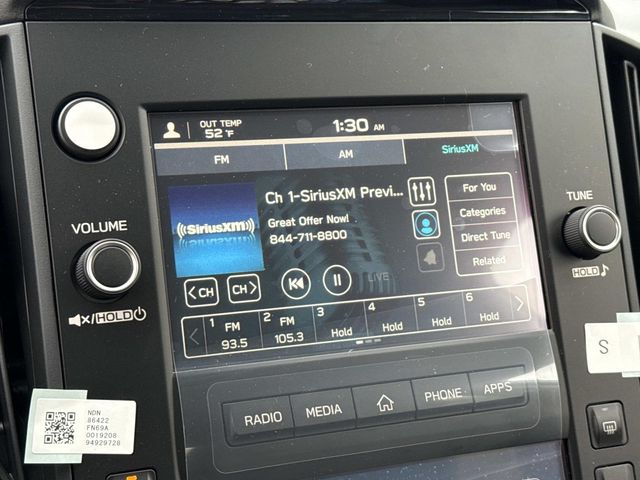 OUT TEMP
52°F
1:30 AM
FM
AM
SiriusXM
Ch 1-SiriusXM Previ...
Great Offer Now!
844-711-8800
((SiriusXM))
For You
Categories
Direct Tune
Related
<CH
CH>
LIVE
1 FM 93.5
2 FM 105.3
3 Hold
4 Hold
5 Hold
6 Hold
VOLUME
HOLD
TUNE
HOLD
RADIO
MEDIA
PHONE
APPS
S
NDN
86422
FN69A
0019208
94929728